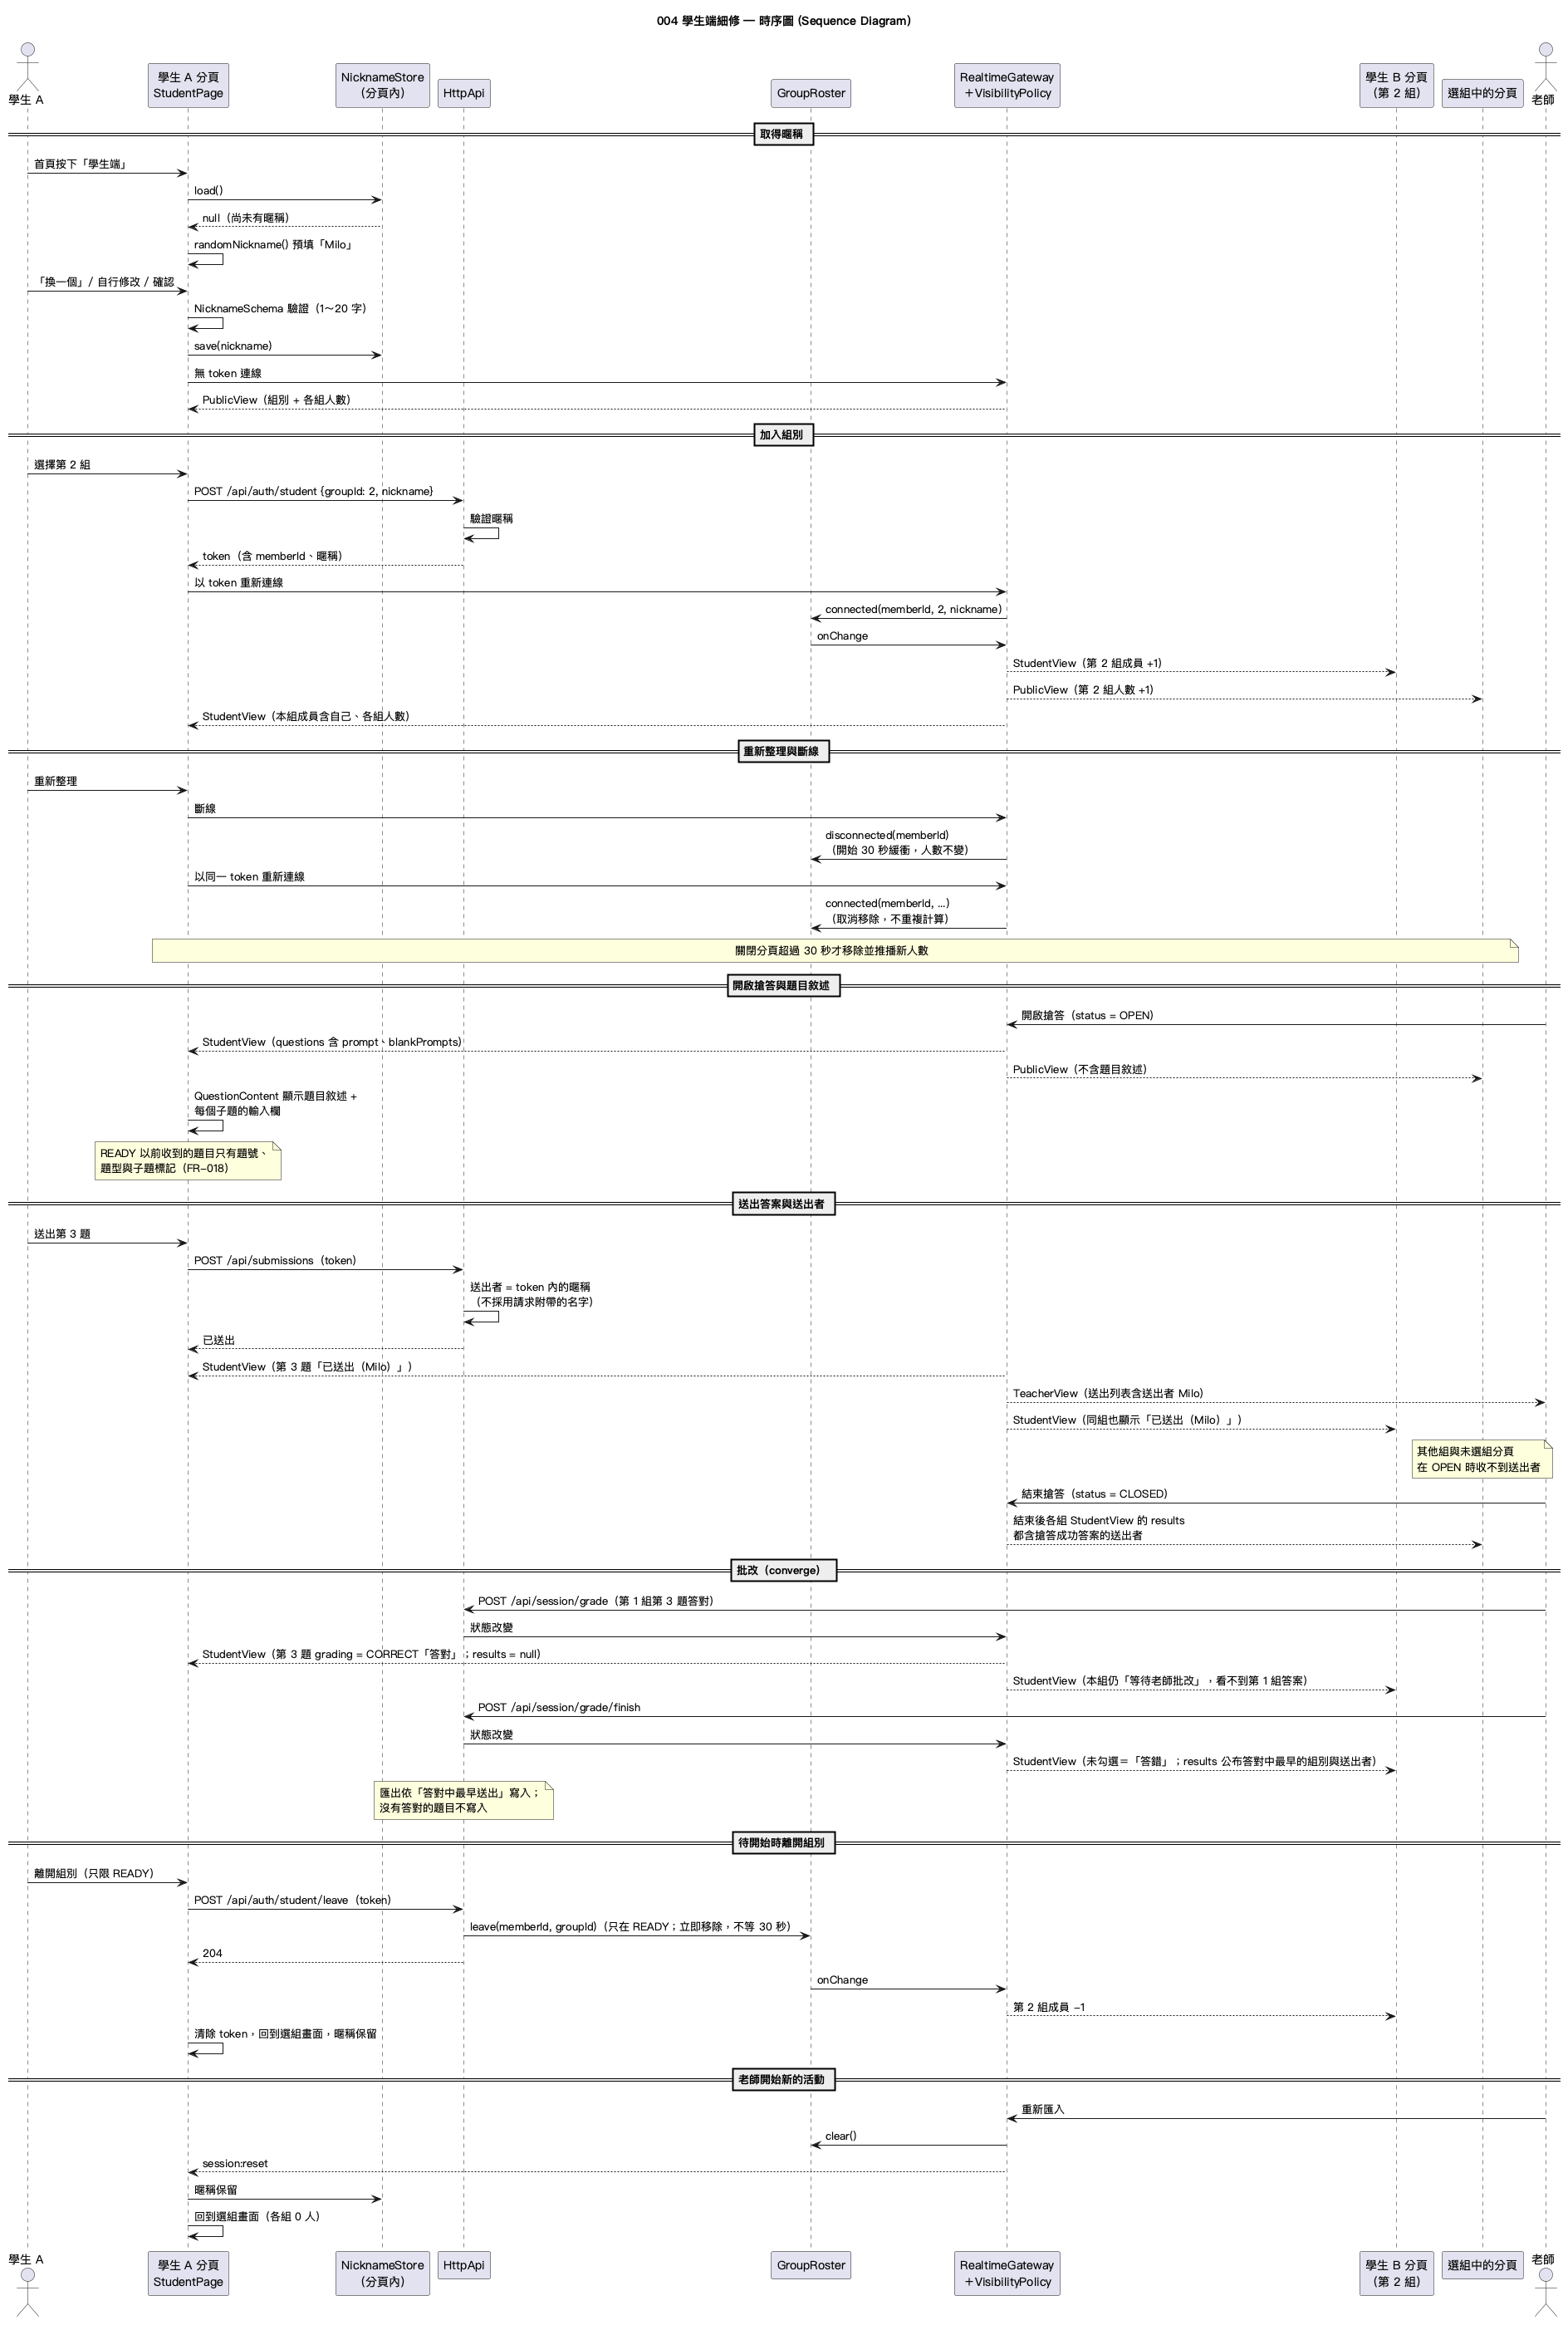 004 學生端細修 — 時序圖 (Sequence Diagram)
學生 A
學生 A 分頁
StudentPage
NicknameStore
(分頁內)
HttpApi
GroupRoster
RealtimeGateway
＋VisibilityPolicy
學生 B 分頁
(第 2 組)
選組中的分頁
老師
取得暱稱
首頁按下「學生端」
load()
null（尚未有暱稱）
randomNickname() 預填「Milo」
「換一個」/ 自行修改 / 確認
NicknameSchema 驗證（1～20 字）
save(nickname)
無 token 連線
PublicView（組別 + 各組人數）
加入組別
選擇第 2 組
POST /api/auth/student {groupId: 2, nickname}
驗證暱稱
token（含 memberId、暱稱）
以 token 重新連線
connected(memberId, 2, nickname)
onChange
StudentView（第 2 組成員 +1）
PublicView（第 2 組人數 +1）
StudentView（本組成員含自己、各組人數）
重新整理與斷線
重新整理
斷線
disconnected(memberId)
（開始 30 秒緩衝，人數不變）
以同一 token 重新連線
connected(memberId, ...)
（取消移除，不重複計算）
關閉分頁超過 30 秒才移除並推播新人數
開啟搶答與題目敘述
開啟搶答（status = OPEN）
StudentView（questions 含 prompt、blankPrompts）
PublicView（不含題目敘述）
QuestionContent 顯示題目敘述 +
每個子題的輸入欄
READY 以前收到的題目只有題號、
題型與子題標記（FR-018）
送出答案與送出者
送出第 3 題
POST /api/submissions（token）
送出者 = token 內的暱稱
（不採用請求附帶的名字）
已送出
StudentView（第 3 題「已送出（Milo）」）
TeacherView（送出列表含送出者 Milo）
StudentView（同組也顯示「已送出（Milo）」）
其他組與未選組分頁
在 OPEN 時收不到送出者
結束搶答（status = CLOSED）
結束後各組 StudentView 的 results
都含搶答成功答案的送出者
批改（converge）
POST /api/session/grade（第 1 組第 3 題答對）
狀態改變
StudentView（第 3 題 grading = CORRECT「答對」；results = null）
StudentView（本組仍「等待老師批改」，看不到第 1 組答案）
POST /api/session/grade/finish
狀態改變
StudentView（未勾選＝「答錯」；results 公布答對中最早的組別與送出者）
匯出依「答對中最早送出」寫入；
沒有答對的題目不寫入
待開始時離開組別
離開組別（只限 READY）
POST /api/auth/student/leave（token）
leave(memberId, groupId)（只在 READY；立即移除，不等 30 秒）
204
onChange
第 2 組成員 -1
清除 token，回到選組畫面，暱稱保留
老師開始新的活動
重新匯入
clear()
session:reset
暱稱保留
回到選組畫面（各組 0 人）
學生 A
學生 A 分頁
StudentPage
NicknameStore
(分頁內)
HttpApi
GroupRoster
RealtimeGateway
＋VisibilityPolicy
學生 B 分頁
(第 2 組)
選組中的分頁
老師